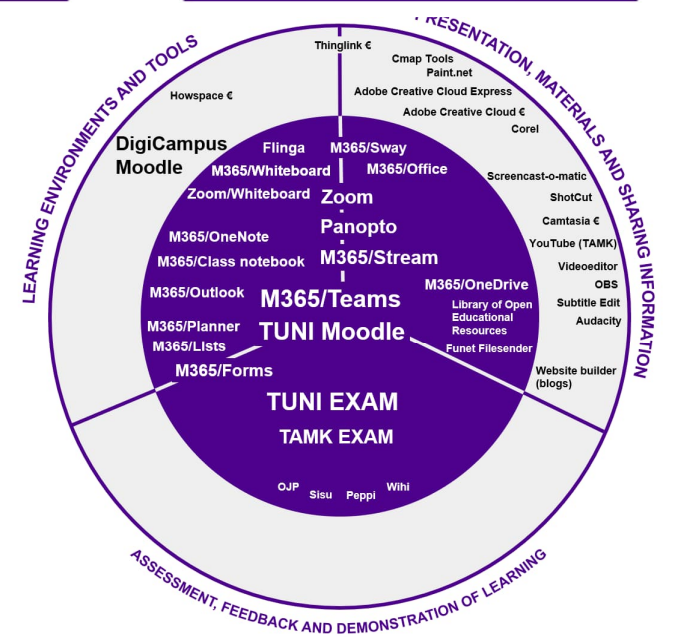 LEARNING ENVIRONMENTS AND TOOLS
PRESENTATION, MATERIALS AND SHARING INFORMATION
Thinglink €
Cmap Tools
Paint.net
Adobe Creative Cloud Express
Howspace €
Adobe Creative Cloud €
Corel
DigiCampus
Moodle
Flinga
M365/Sway
M365/Whiteboard
M365/Office
Screencast-o-matic
Zoom/Whiteboard
Zoom
ShotCut
Camtasia €
Panopto
M365/OneNote
YouTube (TAMK)
M365/Class notebook
M365/Stream
Videoeditor
M365/OneDrive
OBS
M365/Outlook
M365/Teams
Library of Open
Educational
Resources
Subtitle Edit
Audacity
M365/Planner
TUNI Moodle
M365/Lists
Funet Filesender
M365/Forms
Website builder
(blogs)
TUNI EXAM
TAMK EXAM
OJP
Sisu
Peppi
Wihi
ASSESSMENT, FEEDBACK AND DEMONSTRATION OF LEARNING